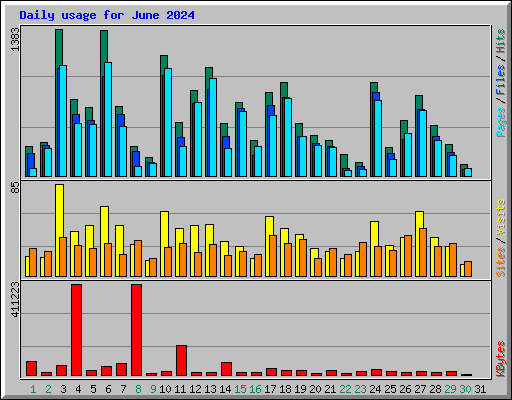 Daily usage for June 2024
1383
Pages / Files / Hits
85
Sites / Visits
411223
KBytes
1 2 3 4 5 6 7 8 9 10 11 12 13 14 15 16 17 18 19 20 21 22 23 24 25 26 27 28 29 30 31